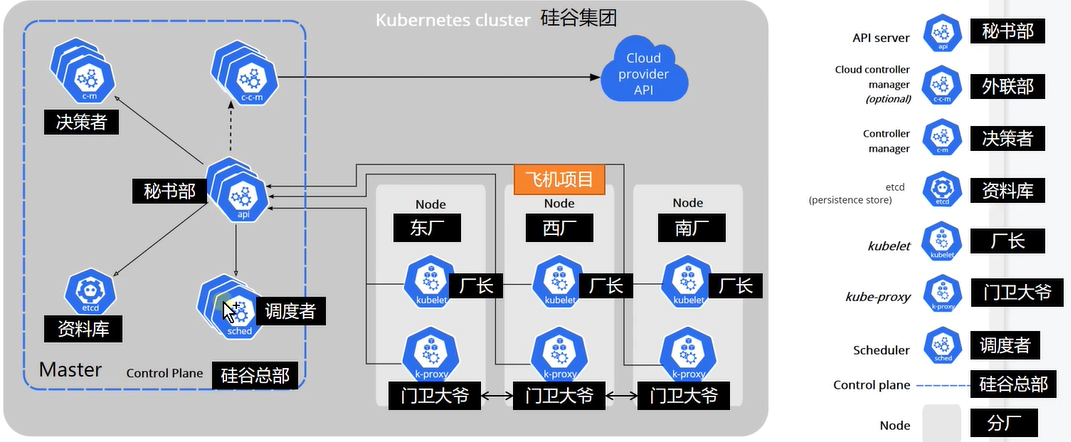 Kubernetes cluster 硅谷集团
c-m
决策者
c-c-m
Cloud
provider
API
秘书部
api
飞机项目
Node
东厂
Node
西厂
Node
南厂
kubelet
厂长
kubelet
厂长
kubelet
厂长
etcd
资料库
sched
调度者
k-proxy
门卫大爷
k-proxy
门卫大爷
k-proxy
门卫大爷
Master
Control Plane
硅谷总部
API server
api
秘书部
Cloud controller
manager
(optional)
c-c-m
外联部
Controller
manager
c-m
决策者
etcd
(persistence store)
etcd
资料库
kubelet
kubelet
厂长
kube-proxy
k-proxy
门卫大爷
Scheduler
sched
调度者
Control plane
硅谷总部
Node
分厂